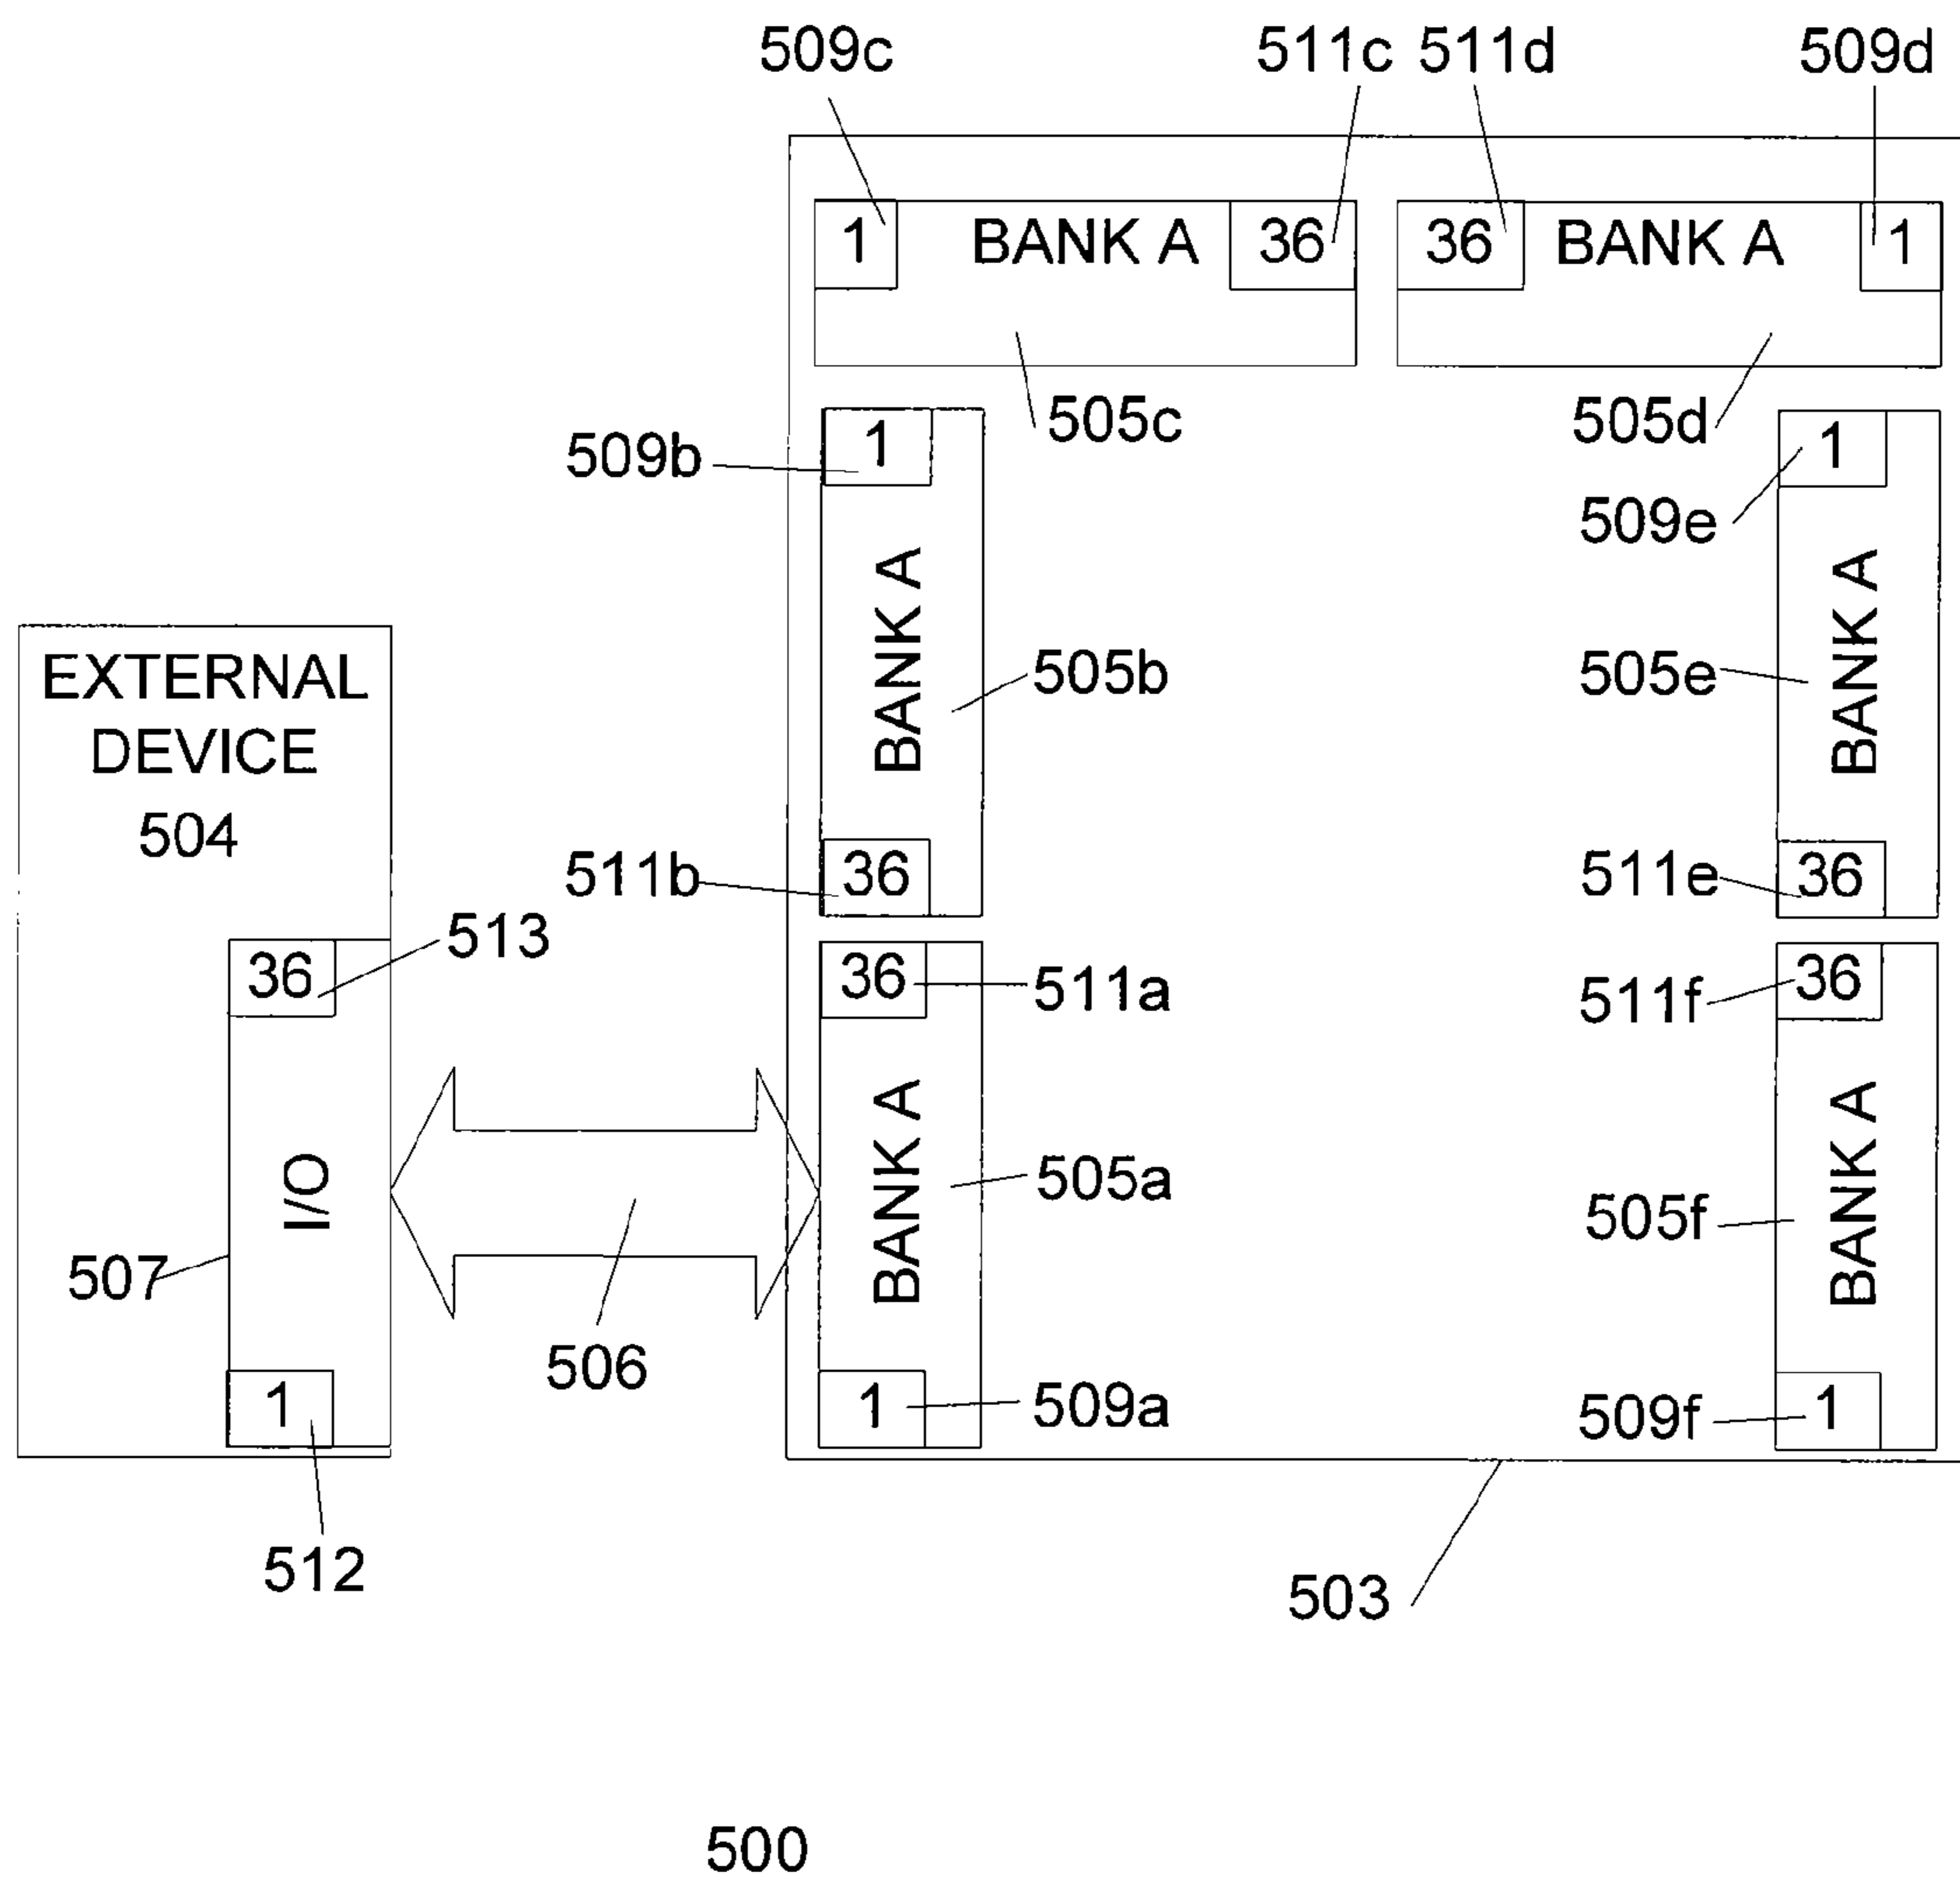 509c 511c 511d 509d
1 BANK A 36 36 BANK A 1
505c 505d
509b 1 1
509e
BANK A BANK A
505b 505e
EXTERNAL
DEVICE
504
511b 36 511e 36
513
36 36 511a 511f 36
I/O BANK A 505a 505f BANK A
507
506
1 1 509a 509f 1
512
503
500